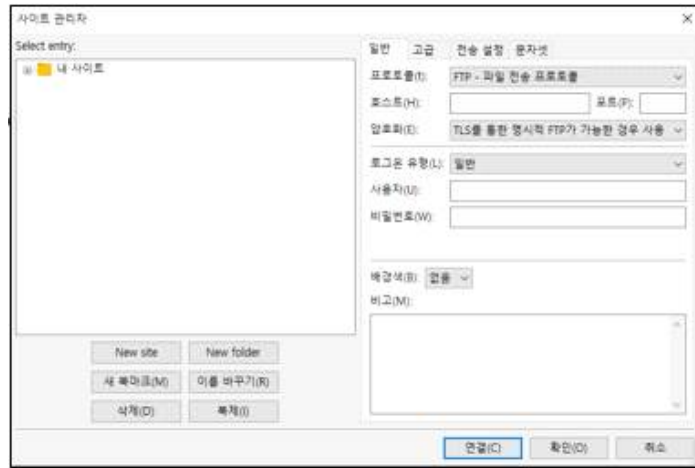 사이트 관리자
Select entry:
내 사이트
New site
New folder
새 북마크(M)
이름 바꾸기(R)
삭제(D)
복제(I)
일반 고급 전송 설정 문자셋
프로토콜(t): FTP - 파일 전송 프로토콜
호스트(H): 포트(P):
암호화(E): TLS를 통한 명시적 FTP가 가능한 경우 사용
로그온 유형(L): 일반
사용자(U):
비밀번호(W):
배경색(B): 없음
비고(M):
연결(C) 확인(O) 취소